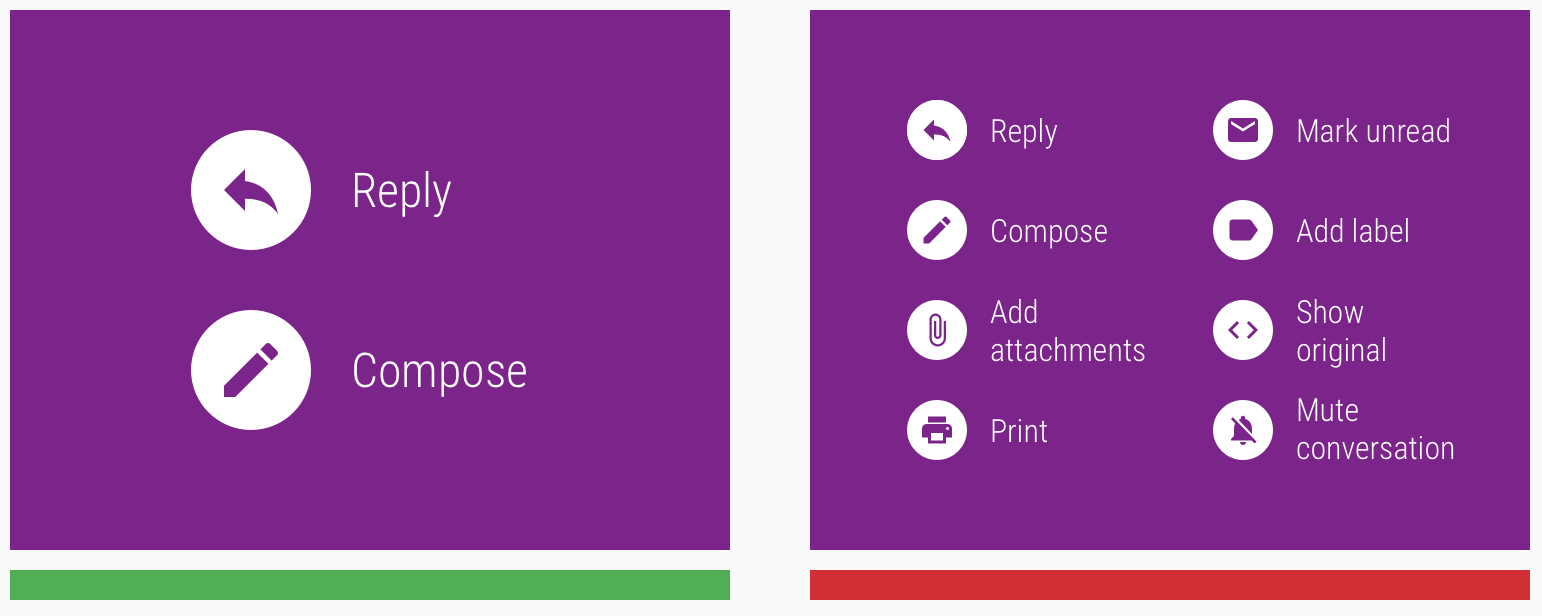 Reply
Compose
Reply
Compose
Add
attachments
Print
Mark unread
Add label
Show
original
Mute
conversation